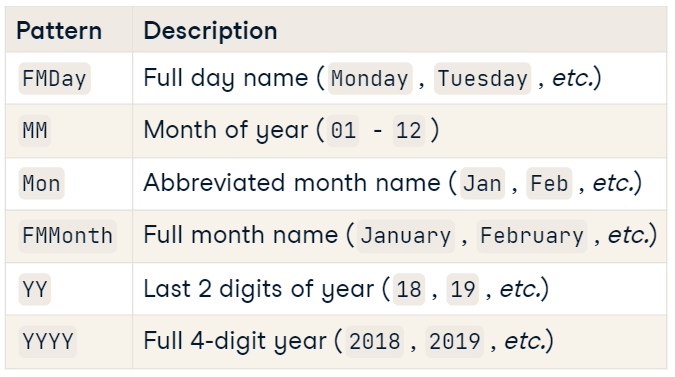 Pattern Description
FMDay Full day name ( Monday , Tuesday , etc.)
MM Month of year ( 01 - 12 )
Mon Abbreviated month name ( Jan , Feb , etc.)
FMMonth Full month name ( January , February , etc.)
YY Last 2 digits of year ( 18 , 19 , etc.)
YYYY Full 4-digit year ( 2018 , 2019 , etc.)